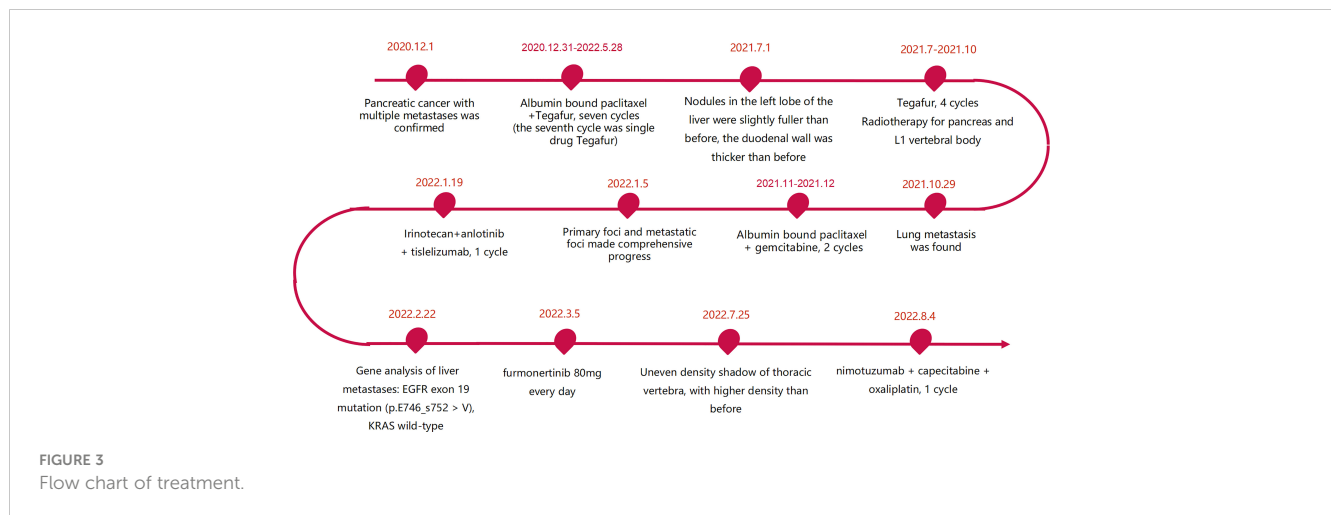 2020.12.1
Pancreatic cancer with
multiple metastases was
confirmed
2020.12.31-2022.5.28
Albumin bound paclitaxel
+Tegafur, seven cycles
(the seventh cycle was single
drug Tegafur)
2021.7.1
Nodules in the left lobe of the
liver were slightly fuller than
before, the duodenal wall was
thicker than before
2021.7-2021.10
Tegafur, 4 cycles
Radiotherapy for pancreas and
L1 vertebral body
2021.10.29
Lung metastasis
was found
2021.11-2021.12
Albumin bound paclitaxel
+ gemcitabine, 2 cycles
2022.1.5
Primary foci and metastatic
foci made comprehensive
progress
2022.1.19
Irinotecan+anlotinib
+ tislelizumab, 1 cycle
2022.2.22
Gene analysis of liver
metastases: EGFR exon 19
mutation (p.E746_s752 > V),
KRAS wild-type
2022.3.5
furmonertinib 80mg
every day
2022.7.25
Uneven density shadow of thoracic
vertebra, with higher density than
before
2022.8.4
nimotuzumab + capecitabine +
oxaliplatin, 1 cycle
FIGURE 3
Flow chart of treatment.